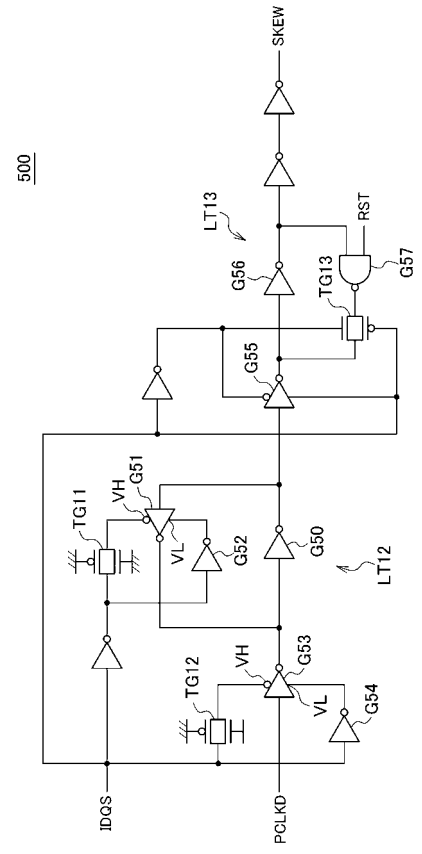 500
SKEW
LT13
G56
RST
G57
TG13
G55
TG11
VH
G51
VL
G52
G50
LT12
TG12
VH
G53
VL
G54
IDQS
PCLKD